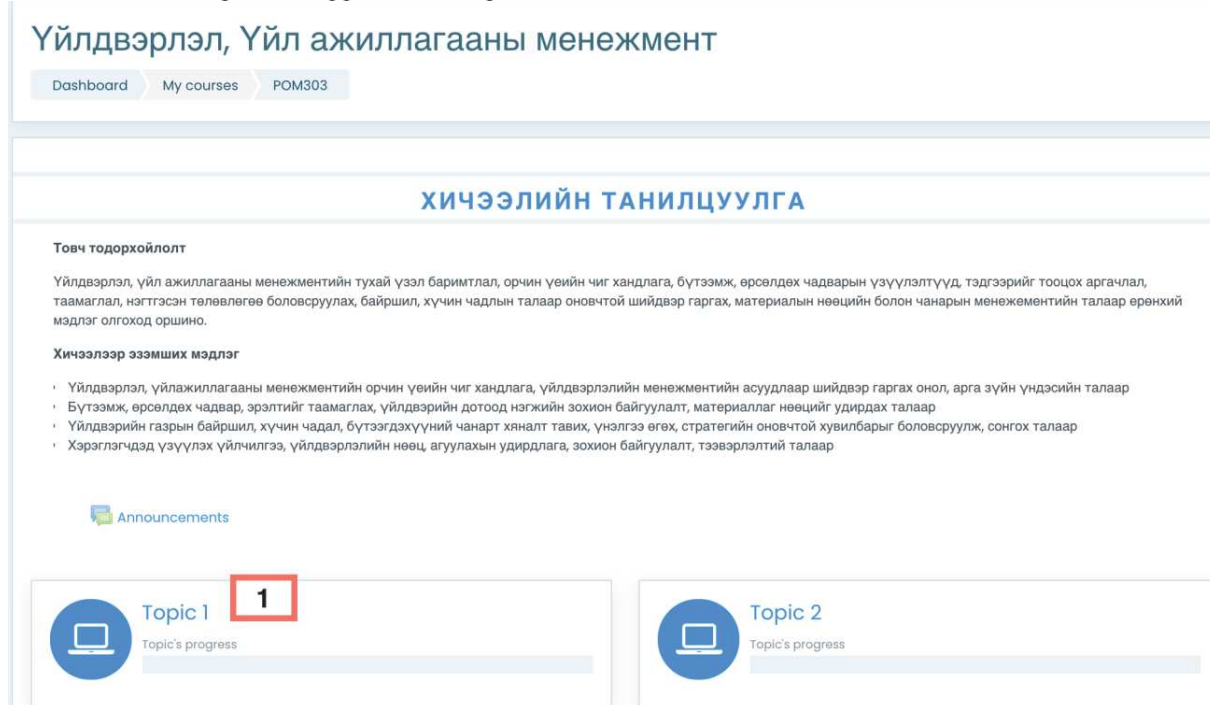 Үйлдвэрлэл, Үйл ажиллагааны менежмент
Dashboard My courses POM303
ХИЧЭЭЛИЙН ТАНИЛЦУУЛГА
Товч тодорхойлолт
Үйлдвэрлэл, үйл ажиллагааны менежментийн тухай үзэл баримтлал, орчин үеийн чиг хандлага, бүтээмж, өрсөлдөх чадварын үзүүлэлтүүд, тэдгээрийг тооцох аргачлал,
таамаглал, нэгтгэсэн төлөвлөгөө боловсруулах, байршил, хүчин чадлын талаар оновчтой шийдвэр гаргах, материалын нөөцийн болон чанарын менежементийн талаар ерөнхий
мэдлэг олгоход оршино.
Хичээлээр эзэмших мэдлэг
Үйлдвэрлэл, үйлажиллагааны менежментийн орчин үеийн чиг хандлага, үйлдвэрлэлийн менежментийн асуудлаар шийдвэр гаргах онол, арга зүйн үндэсийн талаар
Бүтээмж, өрсөлдөх чадвар, эрэлтийг таамаглах, үйлдвэрийн дотоод нэгжийн зохион байгуулалт, материаллаг нөөцийг удирдах талаар
Үйлдвэрийн газрын байршил, хүчин чадал, бүтээгдэхүүний чанарт хяналт тавих, үнэлгээ өгөх, стратегийн оновчтой хувилбарыг боловсруулж, сонгох талаар
Хэрэглэгчдэд үзүүлэх үйлчилгээ, үйлдвэрлэлийн нөөц, агуулахын удирдлага, зохион байгуулалт, тээвэрлэлтий талаар
Announcements
Topic 1 1
Topic's progress
Topic 2
Topic's progress